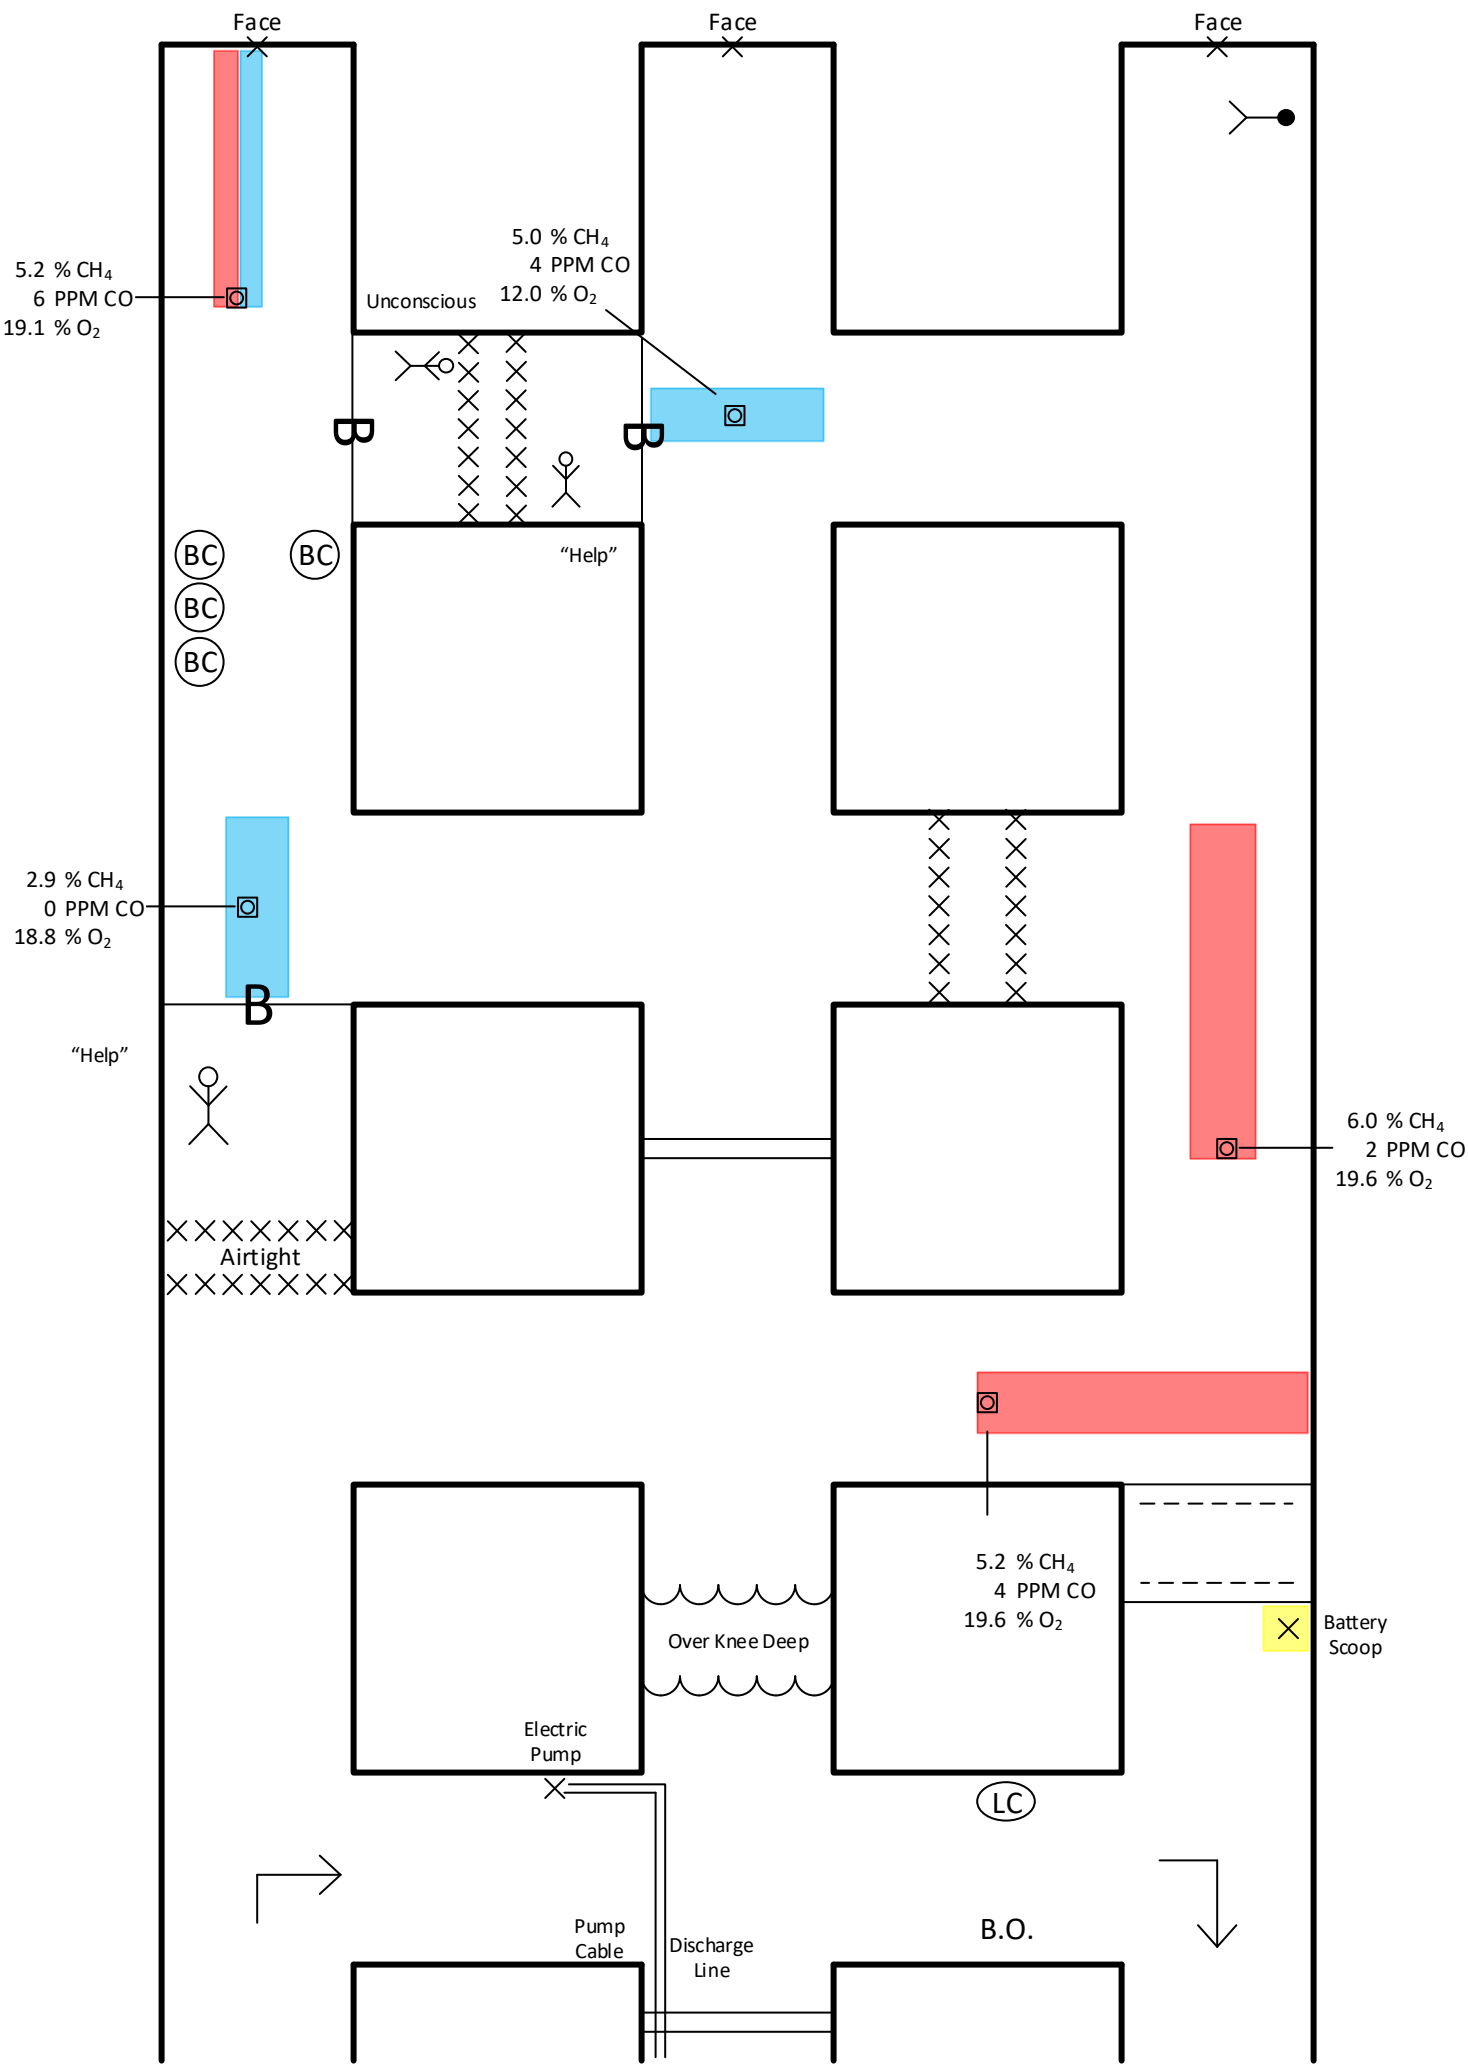 Face
Face
Face
5.0 % CH₄
4 PPM CO
12.0 % O₂
5.2 % CH₄
6 PPM CO
19.1 % O₂
Unconscious
B
B
"Help"
BC
BC
BC
BC
2.9 % CH₄
0 PPM CO
18.8 % O₂
B
"Help"
6.0 % CH₄
2 PPM CO
19.6 % O₂
Airtight
5.2 % CH₄
4 PPM CO
19.6 % O₂
Battery
Scoop
Over Knee Deep
Electric
Pump
LC
Pump
Cable
Discharge
Line
B.O.